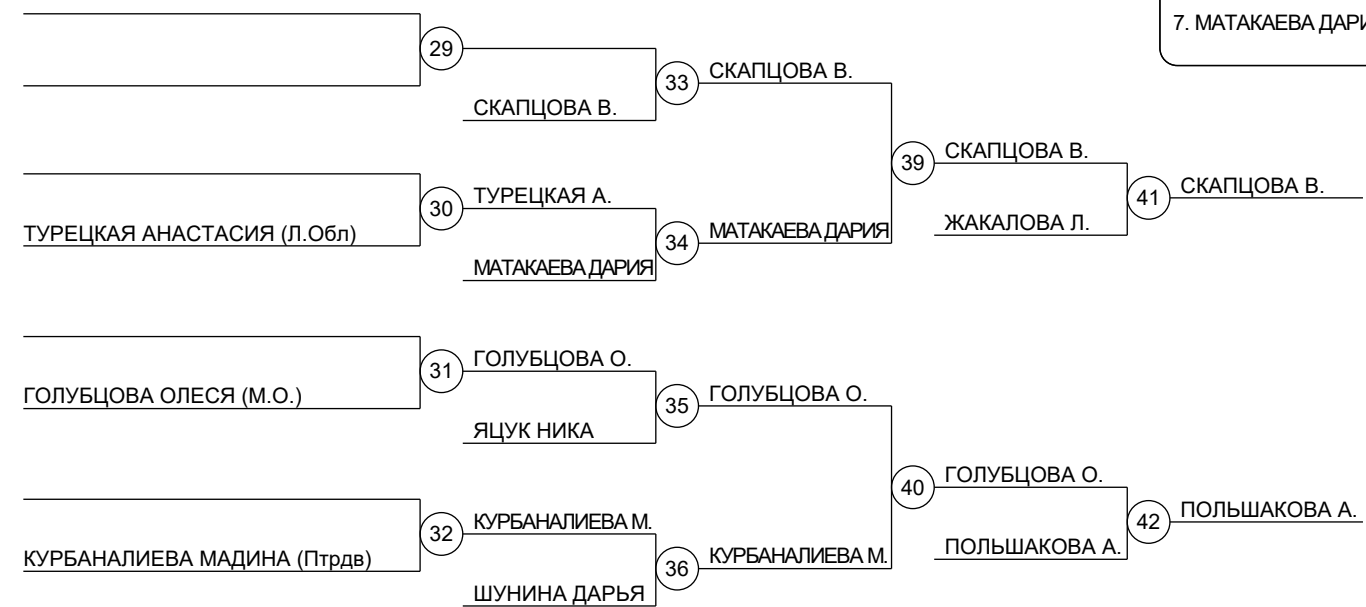 7. МАТАКАЕВА ДАРИ
29
33
СКАПЦОВА В.
СКАПЦОВА В.
39
СКАПЦОВА В.
41
СКАПЦОВА В.
ЖАКАЛОВА Л.
30
ТУРЕЦКАЯ А.
ТУРЕЦКАЯ АНАСТАСИЯ (Л.Обл)
34
МАТАКАЕВА ДАРИЯ
МАТАКАЕВА ДАРИЯ
31
ГОЛУБЦОВА О.
ГОЛУБЦОВА ОЛЕСЯ (М.О.)
35
ГОЛУБЦОВА О.
ЯЦУК НИКА
40
ГОЛУБЦОВА О.
42
ПОЛЬШАКОВА А.
ПОЛЬШАКОВА А.
32
КУРБАНАЛИЕВА М.
КУРБАНАЛИЕВА МАДИНА (Птрдв)
36
КУРБАНАЛИЕВА М.
ШУНИНА ДАРЬЯ